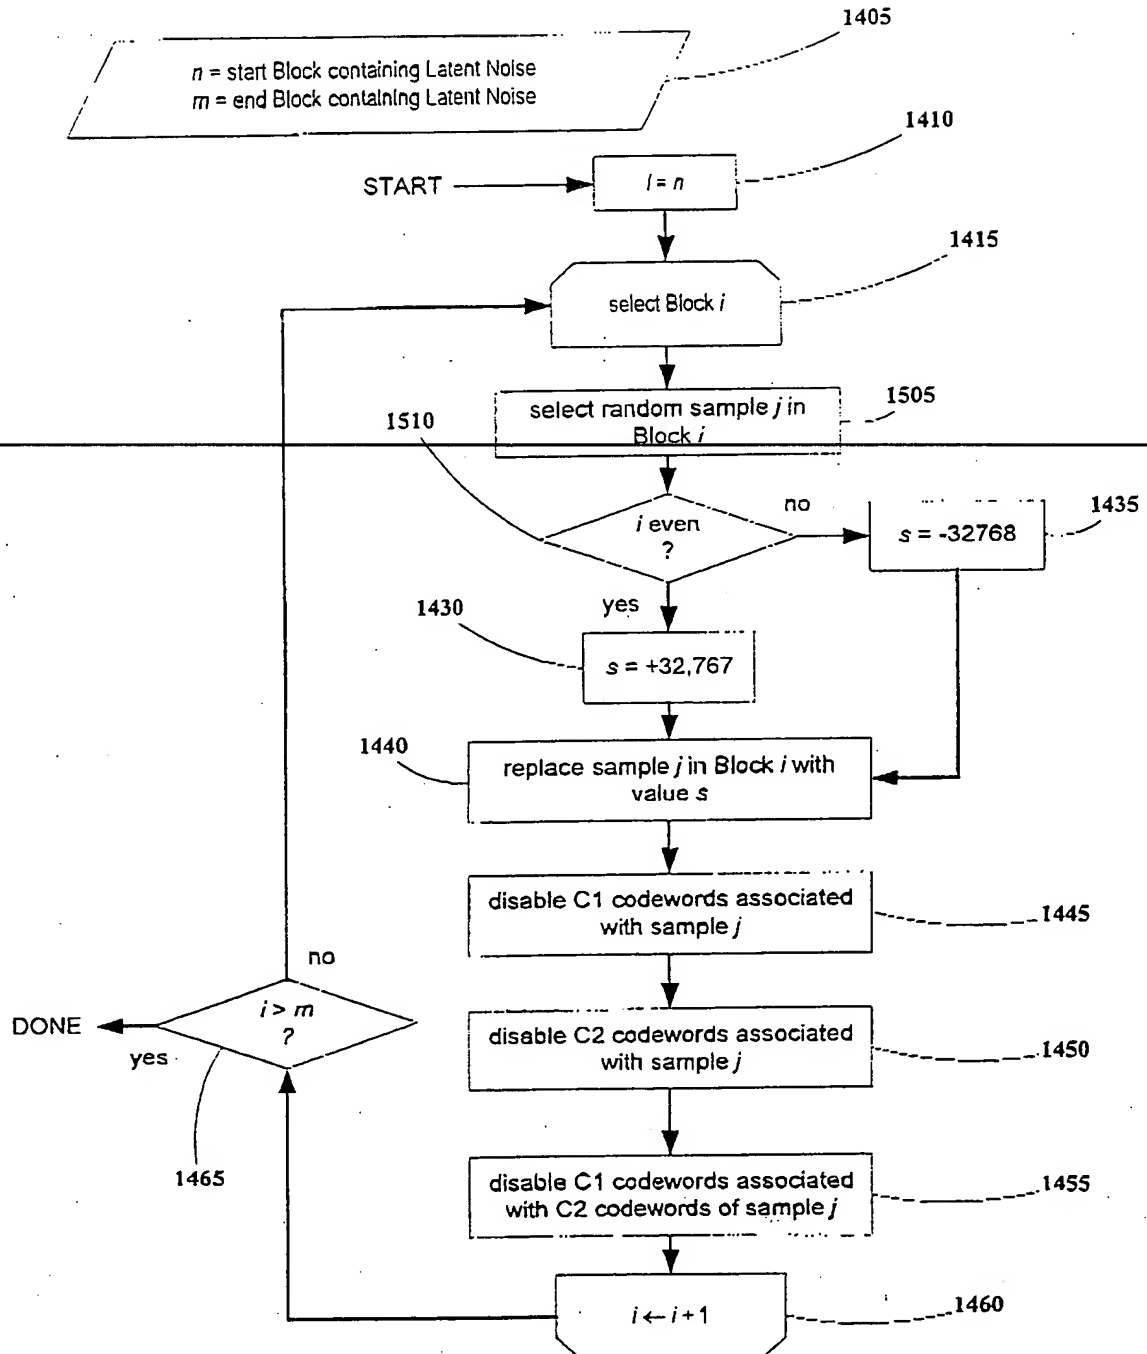 1405
n = start Block containing Latent Noise
m = end Block containing Latent Noise
1410
START
i = n
1415
select Block i
1505
select random sample j in
Block i
1510
i even
?
no
1435
s = -32768
yes
1430
s = +32,767
1440
replace sample j in Block i with
value s
disable C1 codewords associated
with sample j
1445
no
i > m
?
DONE
yes
disable C2 codewords associated
with sample j
1450
1465
disable C1 codewords associated
with C2 codewords of sample j
1455
i ← i + 1
1460